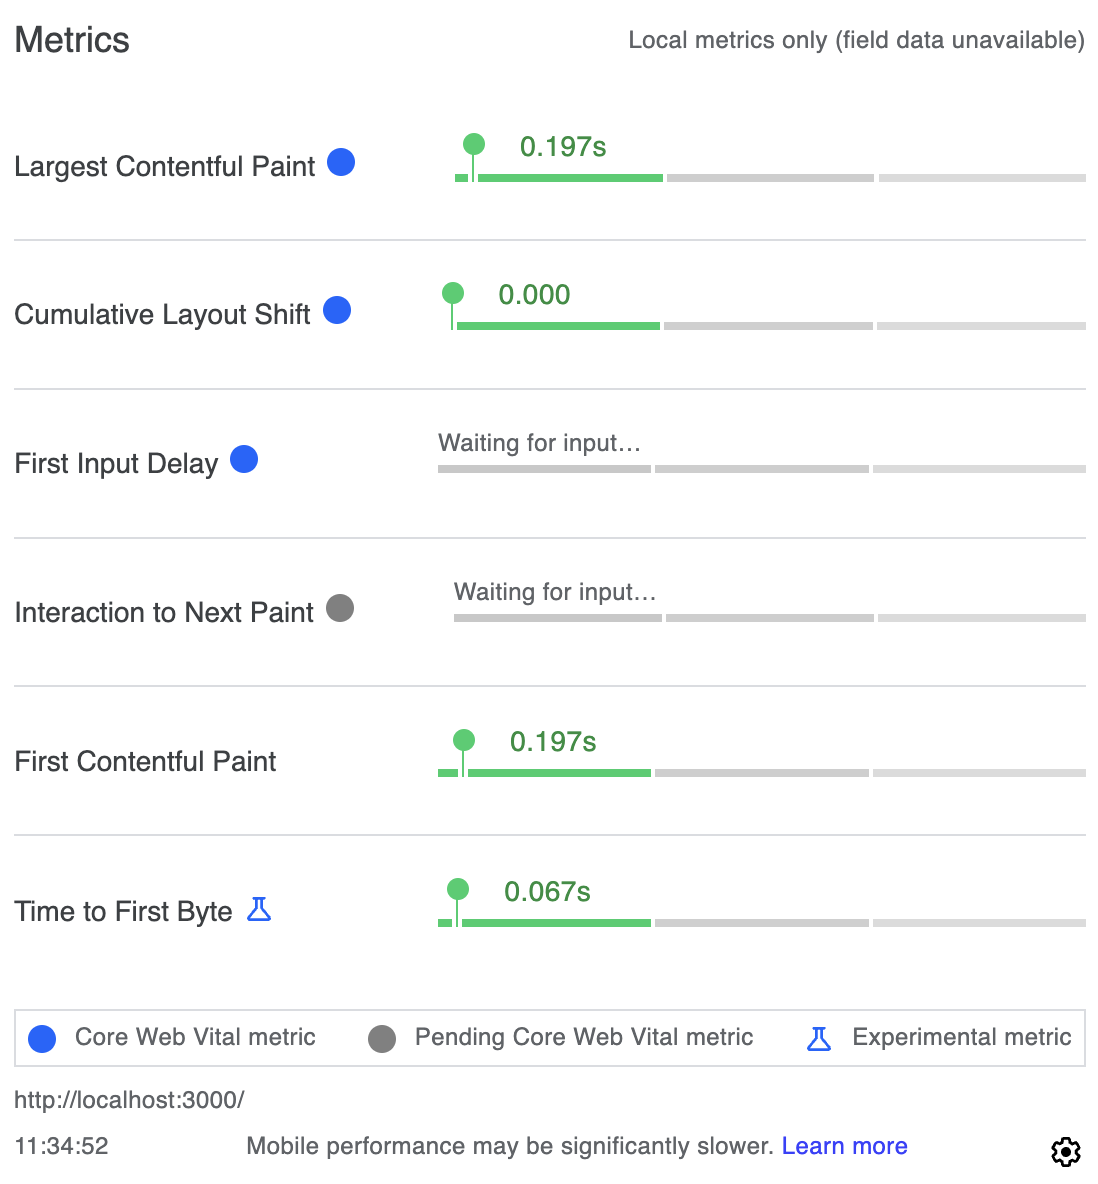 Metrics
Local metrics only (field data unavailable)
Largest Contentful Paint
0.197s
Cumulative Layout Shift
0.000
First Input Delay
Waiting for input…
Interaction to Next Paint
Waiting for input…
First Contentful Paint
0.197s
Time to First Byte
0.067s
Core Web Vital metric
Pending Core Web Vital metric
Experimental metric
http://localhost:3000/
11:34:52
Mobile performance may be significantly slower. Learn more